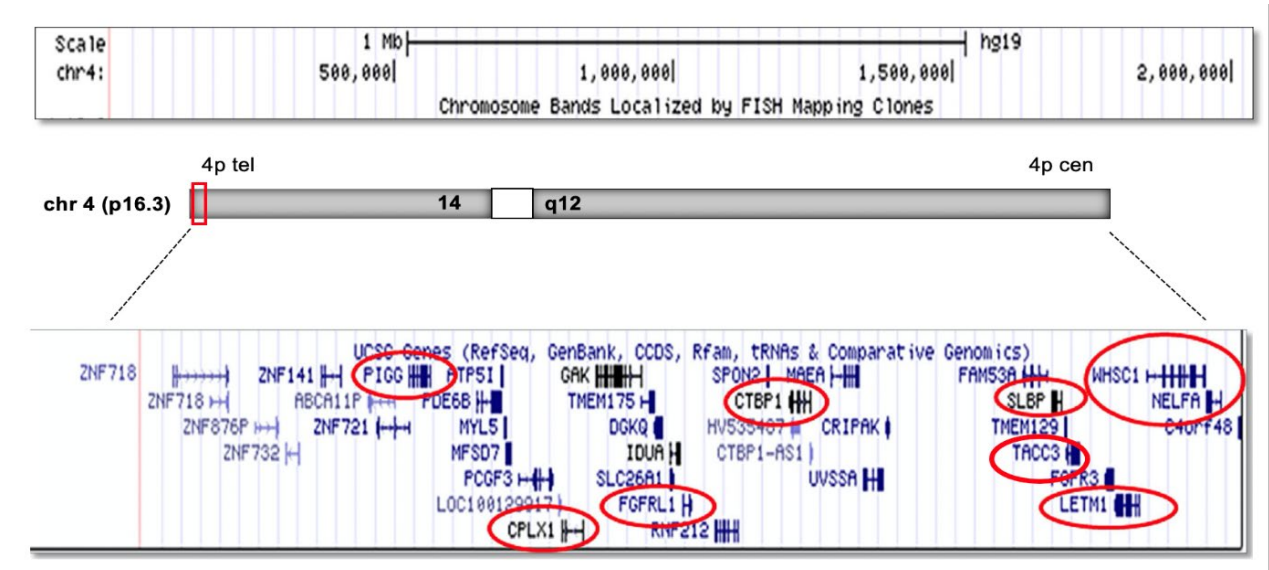 Scale 1 Mb hg19
chr4: 500,000 1,000,000 1,500,000 2,000,000
Chromosome Bands Localized by FISH Mapping Clones
4p tel 4p cen
chr 4 (p16.3) 14 q12
UCSC Genes (RefSeq, GenBank, CCDS, Rfam, tRNAs & Comparative Genomics)
ZNF718 ZNF141 PIGG ATP5I GAK SPON2 MAEA FAM53A WHSC1
ZNF718 ABCA11P PDE6B TMEM175 CTBP1 SLBP NELFA
ZNF876P ZNF721 MYL5 DGKQ HV535487 CRIPAK TMEM129 C4orf48
ZNF732 MFSD7 IDUA CTBP1-AS1 TACC3
PCGF3 SLC26A1 UVSSA FGFR3
LOC100129917 FGFRL1 LETM1
CPLX1 RNF212